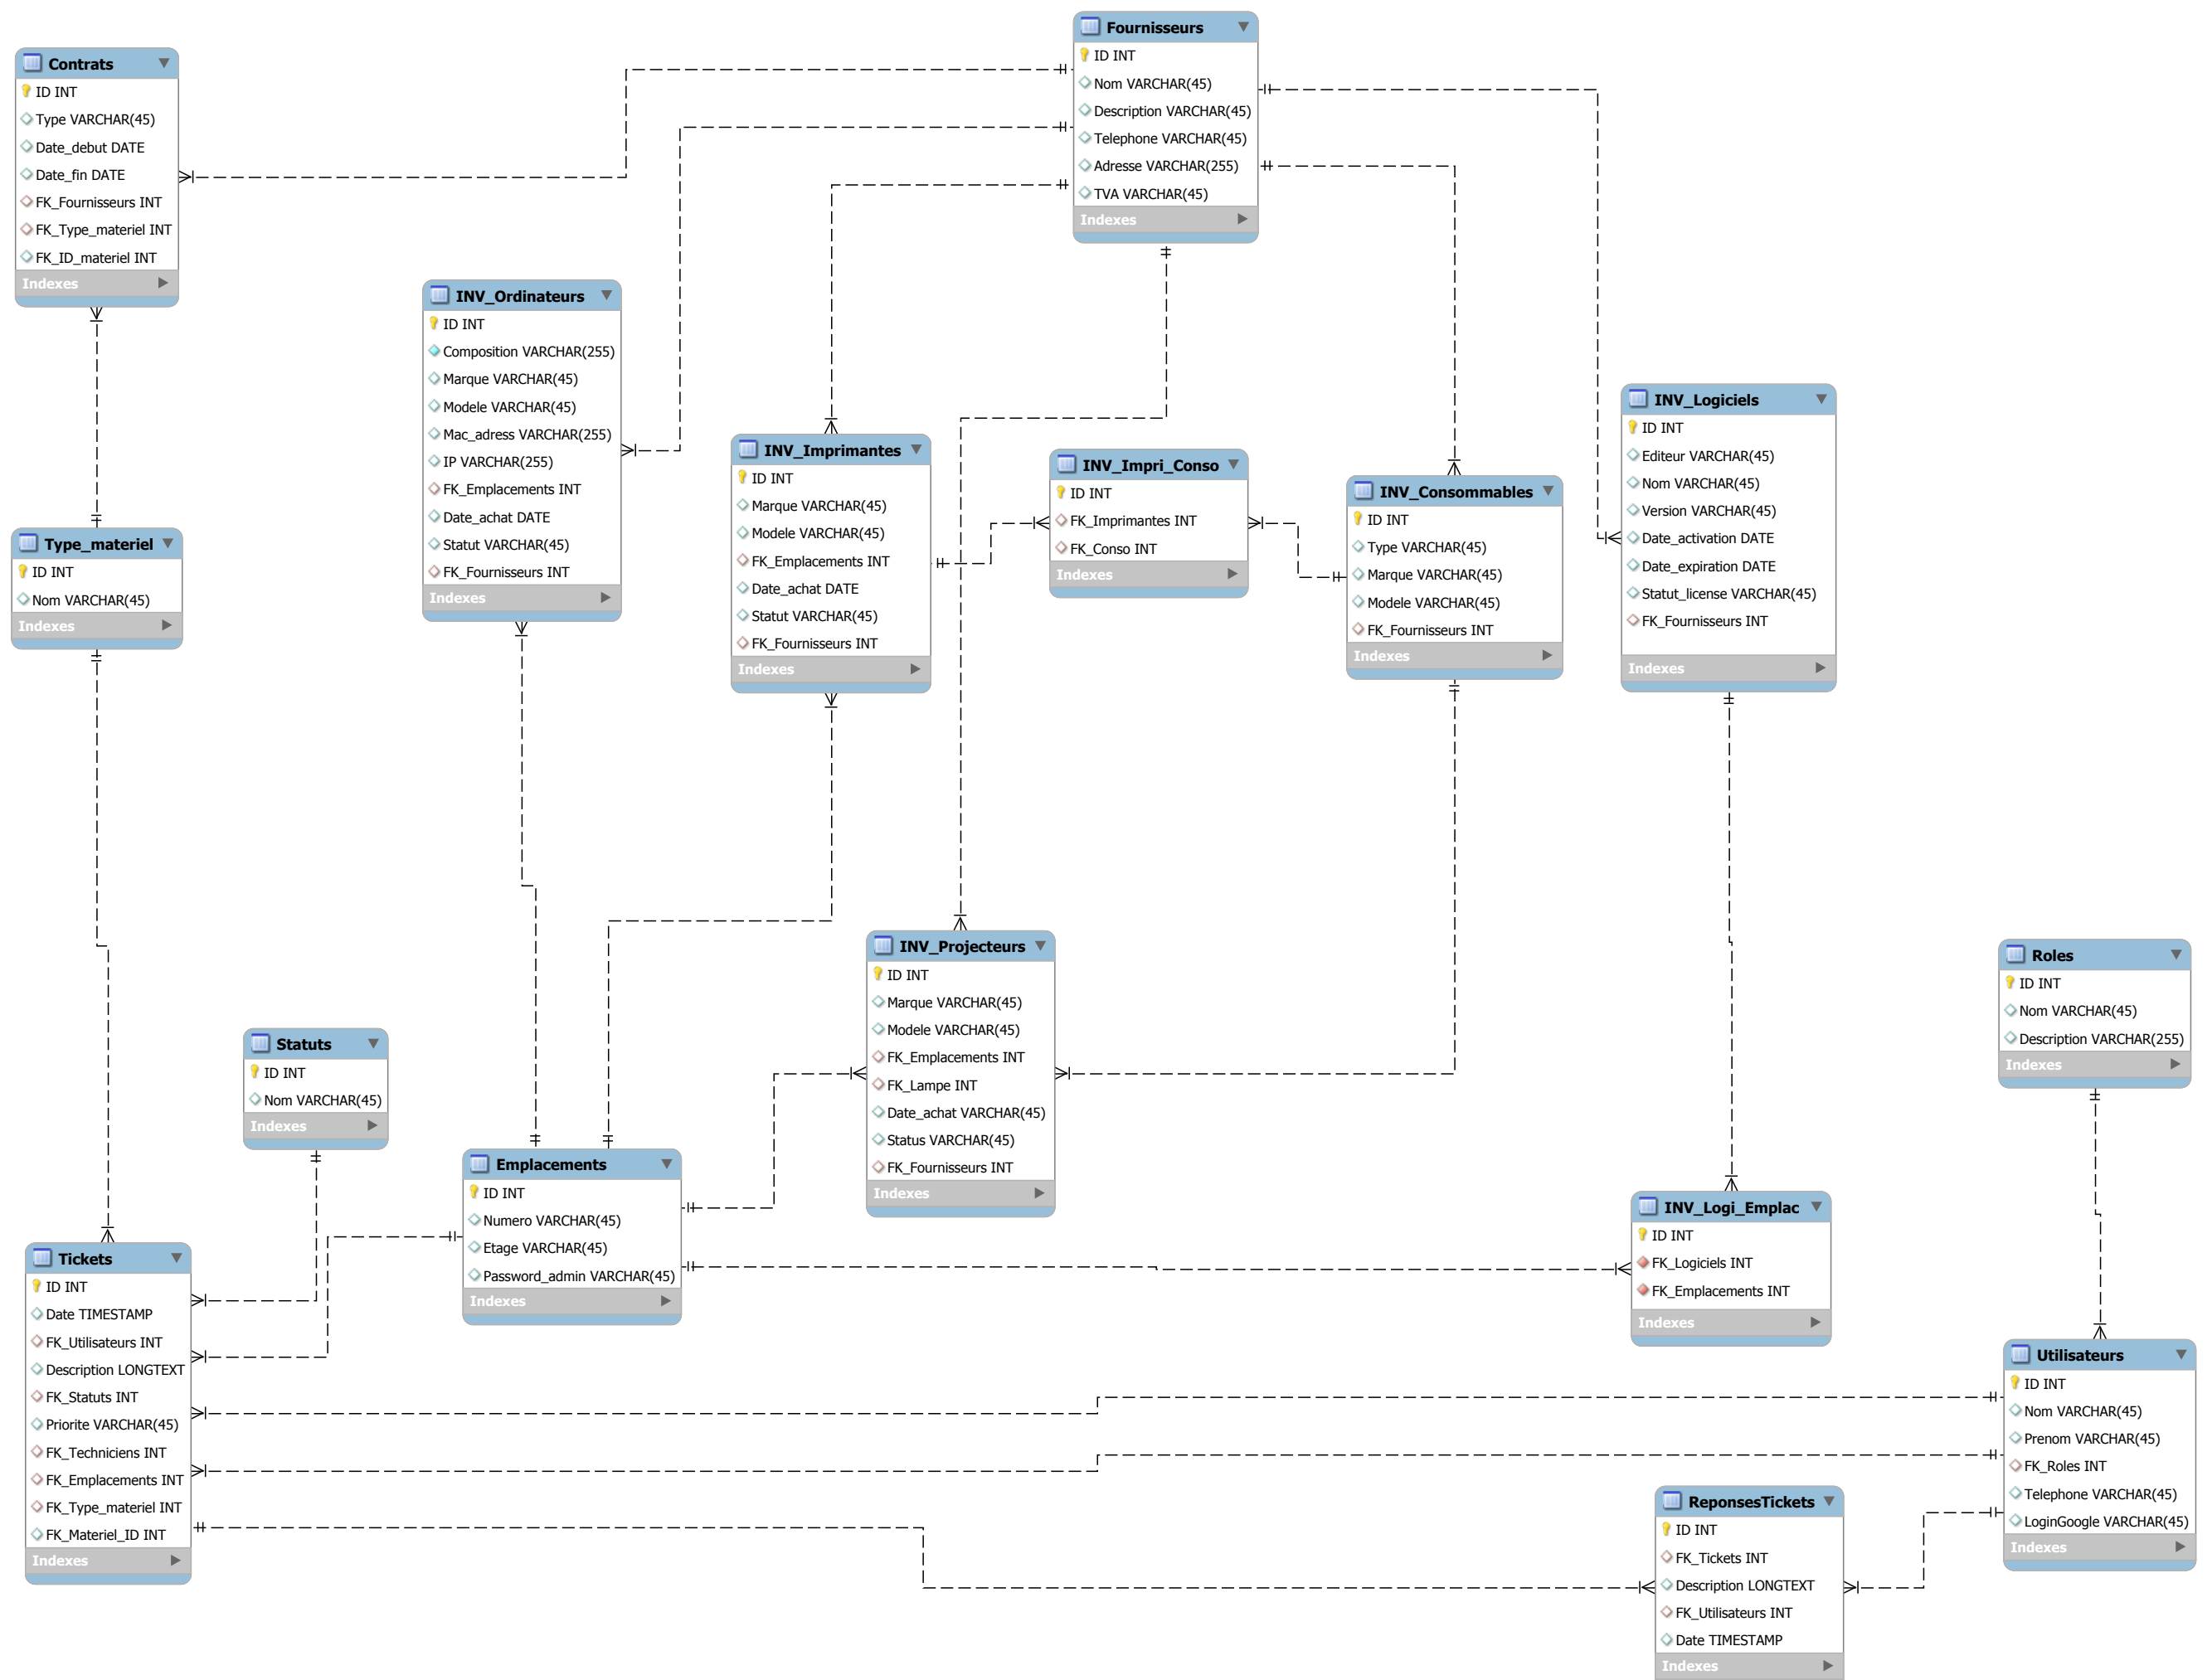 Fournisseurs
ID INT
Nom VARCHAR(45)
Description VARCHAR(45)
Telephone VARCHAR(45)
Adresse VARCHAR(255)
TVA VARCHAR(45)
Indexes
Contrats
ID INT
Type VARCHAR(45)
Date_debut DATE
Date_fin DATE
FK_Fournisseurs INT
FK_Type_materiel INT
FK_ID_materiel INT
Indexes
INV_Ordinateurs
ID INT
Composition VARCHAR(255)
Marque VARCHAR(45)
Modele VARCHAR(45)
Mac_adress VARCHAR(255)
IP VARCHAR(255)
FK_Emplacements INT
Date_achat DATE
Statut VARCHAR(45)
FK_Fournisseurs INT
Indexes
INV_Imprimantes
ID INT
Marque VARCHAR(45)
Modele VARCHAR(45)
FK_Emplacements INT
Date_achat DATE
Statut VARCHAR(45)
FK_Fournisseurs INT
Indexes
INV_Impri_Conso
ID INT
FK_Imprimantes INT
FK_Conso INT
Indexes
INV_Consommables
ID INT
Type VARCHAR(45)
Marque VARCHAR(45)
Modele VARCHAR(45)
FK_Fournisseurs INT
Indexes
INV_Logiciels
ID INT
Editeur VARCHAR(45)
Nom VARCHAR(45)
Version VARCHAR(45)
Date_activation DATE
Date_expiration DATE
Statut_license VARCHAR(45)
FK_Fournisseurs INT
Indexes
Type_materiel
ID INT
Nom VARCHAR(45)
Indexes
INV_Projecteurs
ID INT
Marque VARCHAR(45)
Modele VARCHAR(45)
FK_Emplacements INT
FK_Lampe INT
Date_achat VARCHAR(45)
Status VARCHAR(45)
FK_Fournisseurs INT
Indexes
Roles
ID INT
Nom VARCHAR(45)
Description VARCHAR(255)
Indexes
Statuts
ID INT
Nom VARCHAR(45)
Indexes
Emplacements
ID INT
Numero VARCHAR(45)
Etage VARCHAR(45)
Password_admin VARCHAR(45)
Indexes
INV_Logi_Emplac
ID INT
FK_Logiciels INT
FK_Emplacements INT
Indexes
Tickets
ID INT
Date TIMESTAMP
FK_Utilisateurs INT
Description LONGTEXT
FK_Statuts INT
Priorite VARCHAR(45)
FK_Techniciens INT
FK_Emplacements INT
FK_Type_materiel INT
FK_Materiel_ID INT
Indexes
Utilisateurs
ID INT
Nom VARCHAR(45)
Prenom VARCHAR(45)
FK_Roles INT
Telephone VARCHAR(45)
LoginGoogle VARCHAR(45)
Indexes
ReponsesTickets
ID INT
FK_Tickets INT
Description LONGTEXT
FK_Utilisateurs INT
Date TIMESTAMP
Indexes